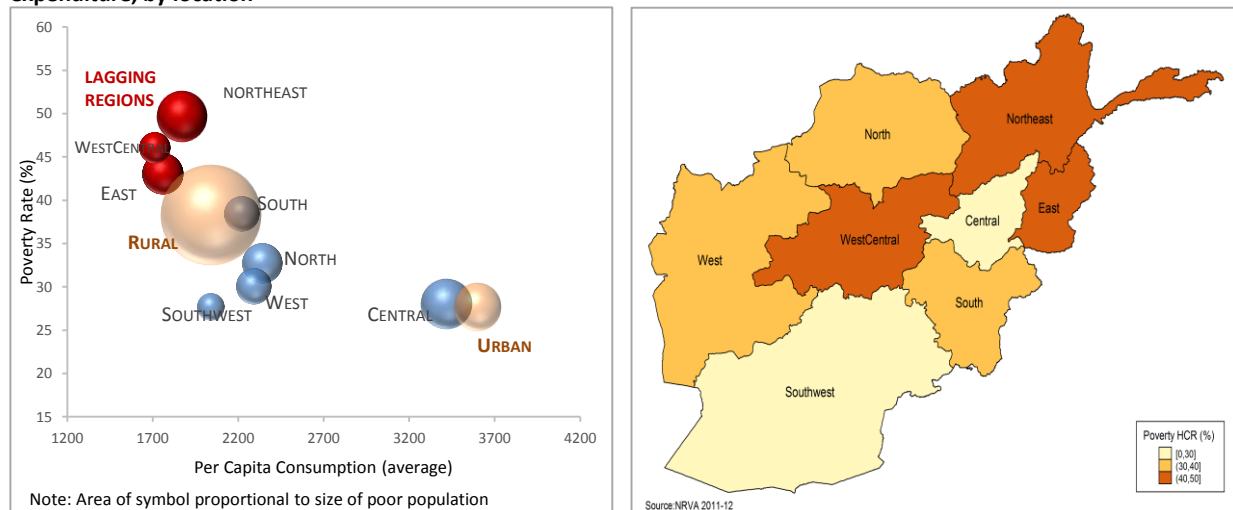 expenditure, by location
60
55
50
45
40
35
30
25
20
15
Poverty Rate (%)
LAGGING
REGIONS
NORTHEAST
WESTCENTRAL
EAST
SOUTH
RURAL
NORTH
WEST
SOUTHWEST
CENTRAL
URBAN
1200 1700 2200 2700 3200 3700 4200
Per Capita Consumption (average)
Note: Area of symbol proportional to size of poor population
North
Northeast
Central
East
WestCentral
West
South
Southwest
Poverty HCR (%)
[0,30]
(30,40]
(40,50]
Source:NRVA 2011-12